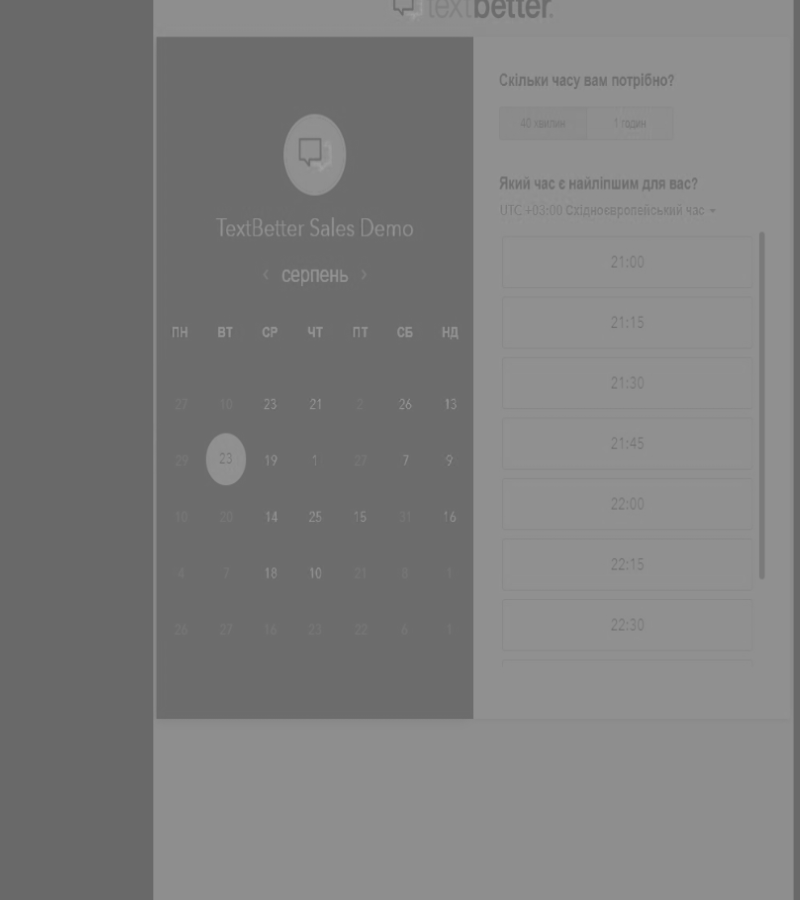 textbetter.
TextBetter Sales Demo
‹ серпень ›
ПН ВТ СР ЧТ ПТ СБ НД
27 10 23 21 2 26 13
29 23 19 1 27 7 9
18 20 14 25 15 31 16
4 7 18 10 21 8 1
26 27 16 23 22 6 1
Скільки часу вам потрібно?
40 хвилин 1 годин
Який час є найліпшим для вас?
UTC +03:00 Східноєвропейський час
21:00
21:15
21:30
21:45
22:00
22:15
22:30